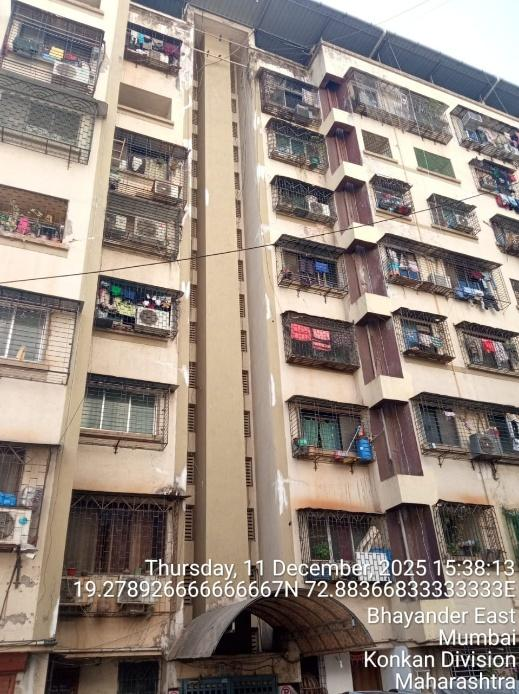 Thursday, 11 December 2025 15:38:13
19.278926666666667N 72.88366833333333E
Bhayander East
Mumbai
Konkan Division
Maharashtra